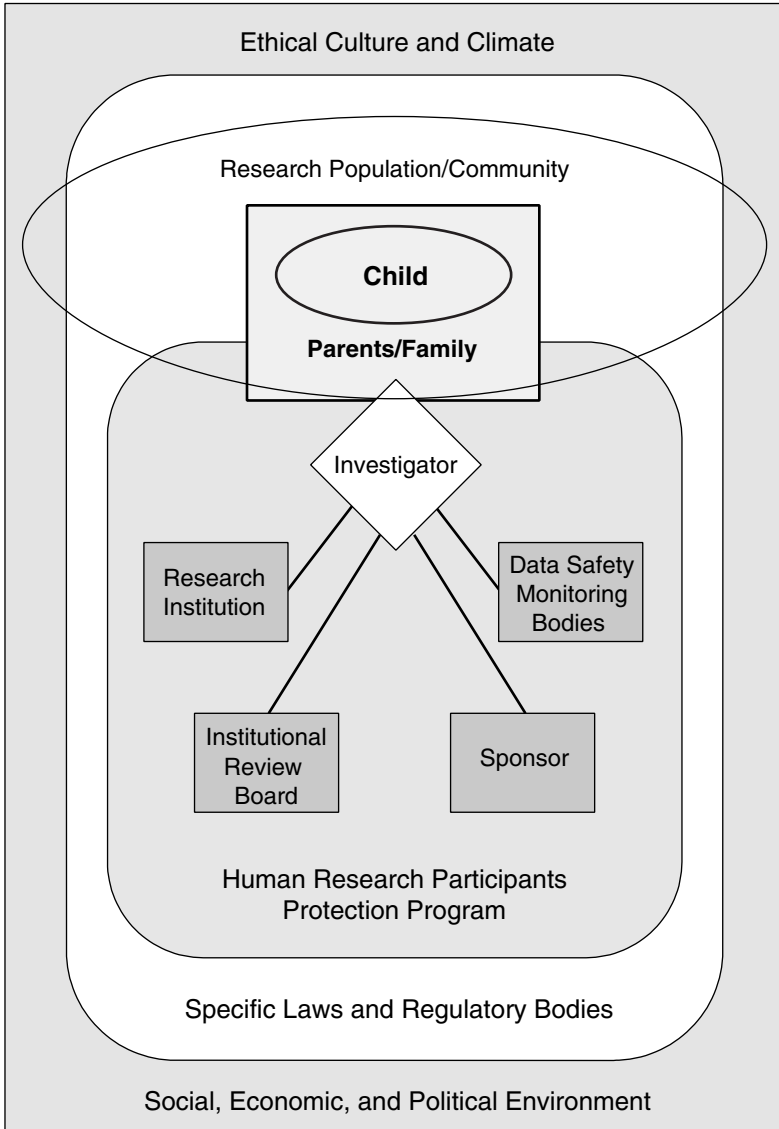 Ethical Culture and Climate
Research Population/Community
Child
Parents/Family
Investigator
Research
Institution
Data Safety
Monitoring
Bodies
Institutional
Review
Board
Sponsor
Human Research Participants
Protection Program
Specific Laws and Regulatory Bodies
Social, Economic, and Political Environment